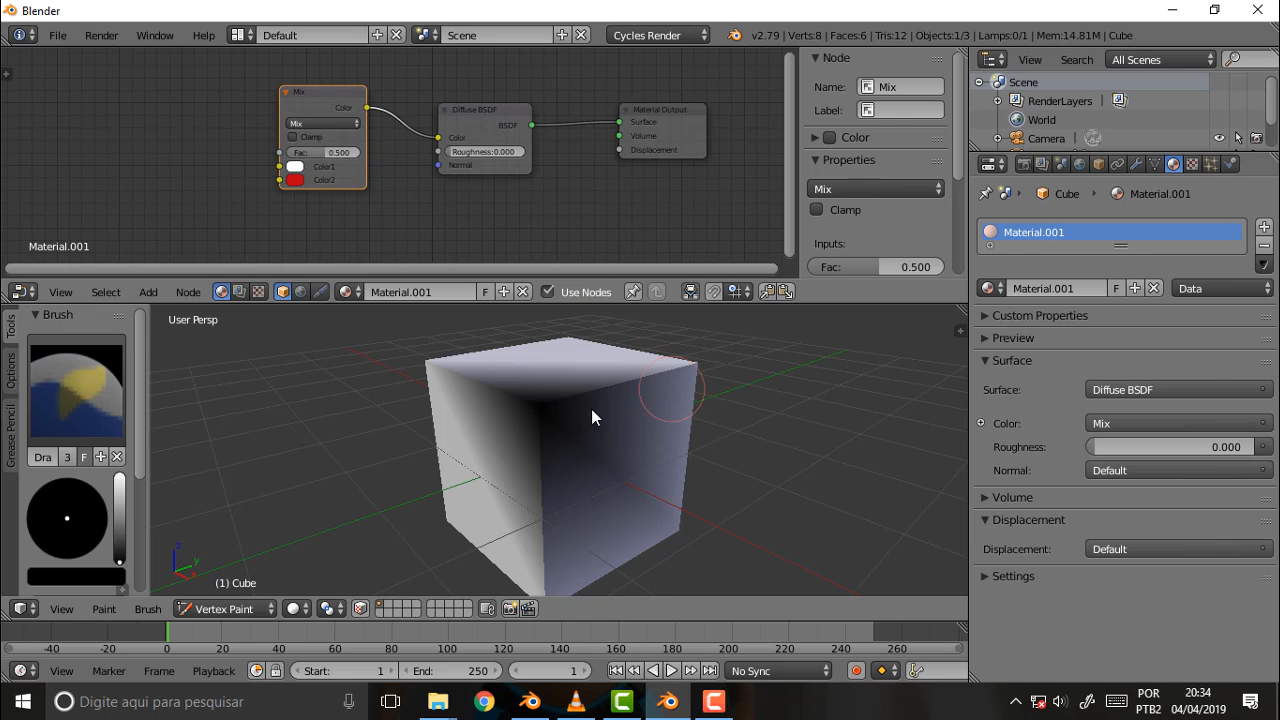 Blender
File Render Window Help Default Scene Cycles Render v2.79 | Verts:8 | Faces:6 | Tris:12 | Objects:1/3 | Lamps:0/1 | Mem:14.81M | Cube
View Search All Scenes
Scene
RenderLayers
World
Camera
Mix
Color
Mix
Clamp
Fac: 0.500
Color1
Color2
Diffuse BSDF
BSDF
Color
Roughness:0.000
Normal
Material Output
Surface
Volume
Displacement
Material.001
Node
Name: Mix
Label:
Color
Properties
Mix
Clamp
Inputs:
Fac: 0.500
View Select Add Node Material.001 F Use Nodes
Cube Material.001
Material.001
Material.001 F Data
Custom Properties
Preview
Surface
Surface: Diffuse BSDF
Color: Mix
Roughness: 0.000
Normal: Default
Volume
Displacement
Displacement: Default
Settings
Tools
Options
Grease Pencil
Brush
Dra 3 F
User Persp
z
y
x
(1) Cube
View Paint Brush Vertex Paint
-40 -20 0 20 40 60 80 100 120 140 160 180 200 220 240 260 280
View Marker Frame Playback Start: 1 End: 250 1 No Sync
Digite aqui para pesquisar
POR
PTB2
20:34
04/04/2019